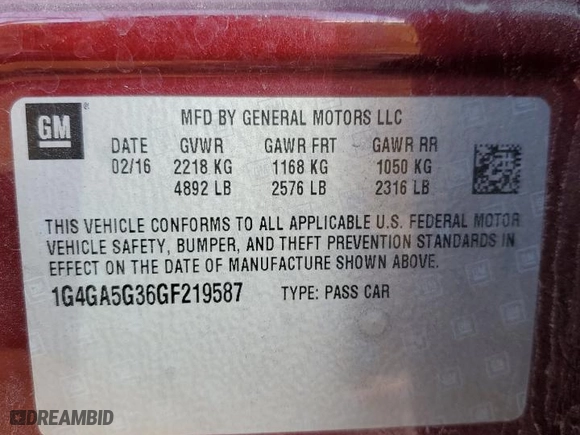 GM ®
MFD BY GENERAL MOTORS LLC
DATE GVWR GAWR FRT GAWR RR
02/16 2218 KG 1168 KG 1050 KG
4892 LB 2576 LB 2316 LB
THIS VEHICLE CONFORMS TO ALL APPLICABLE U.S. FEDERAL MOTOR
VEHICLE SAFETY, BUMPER, AND THEFT PREVENTION STANDARDS IN
EFFECT ON THE DATE OF MANUFACTURE SHOWN ABOVE.
1G4GA5G36GF219587 TYPE: PASS CAR
DREAMBID